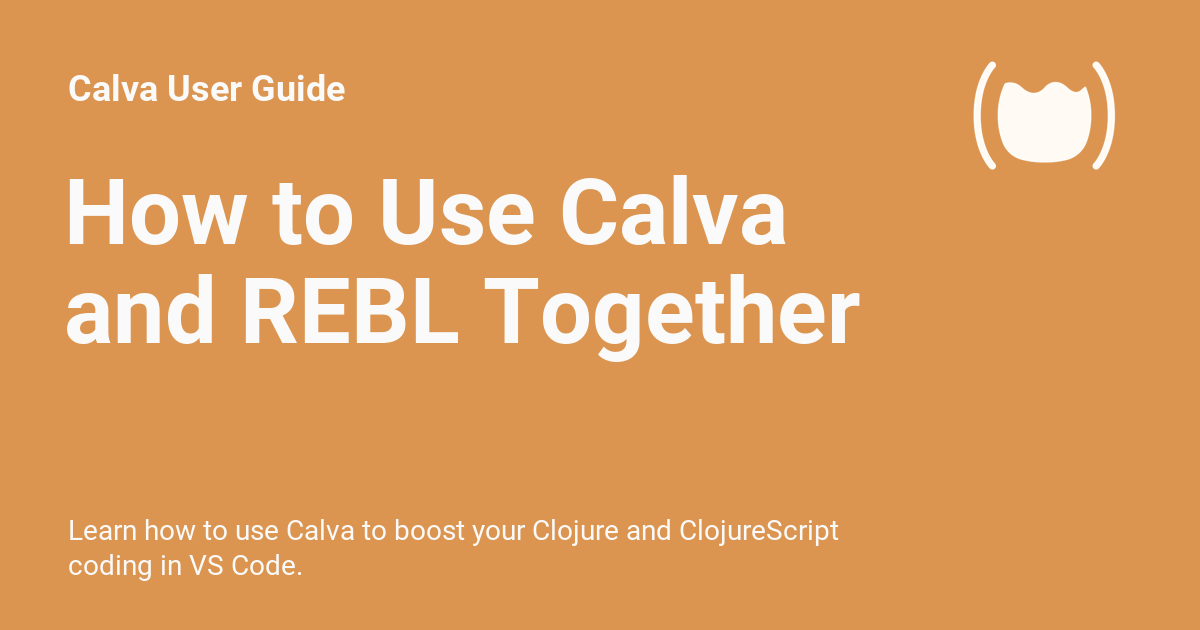 Calva User Guide
How to Use Calva
and REBL Together
Learn how to use Calva to boost your Clojure and ClojureScript
coding in VS Code.